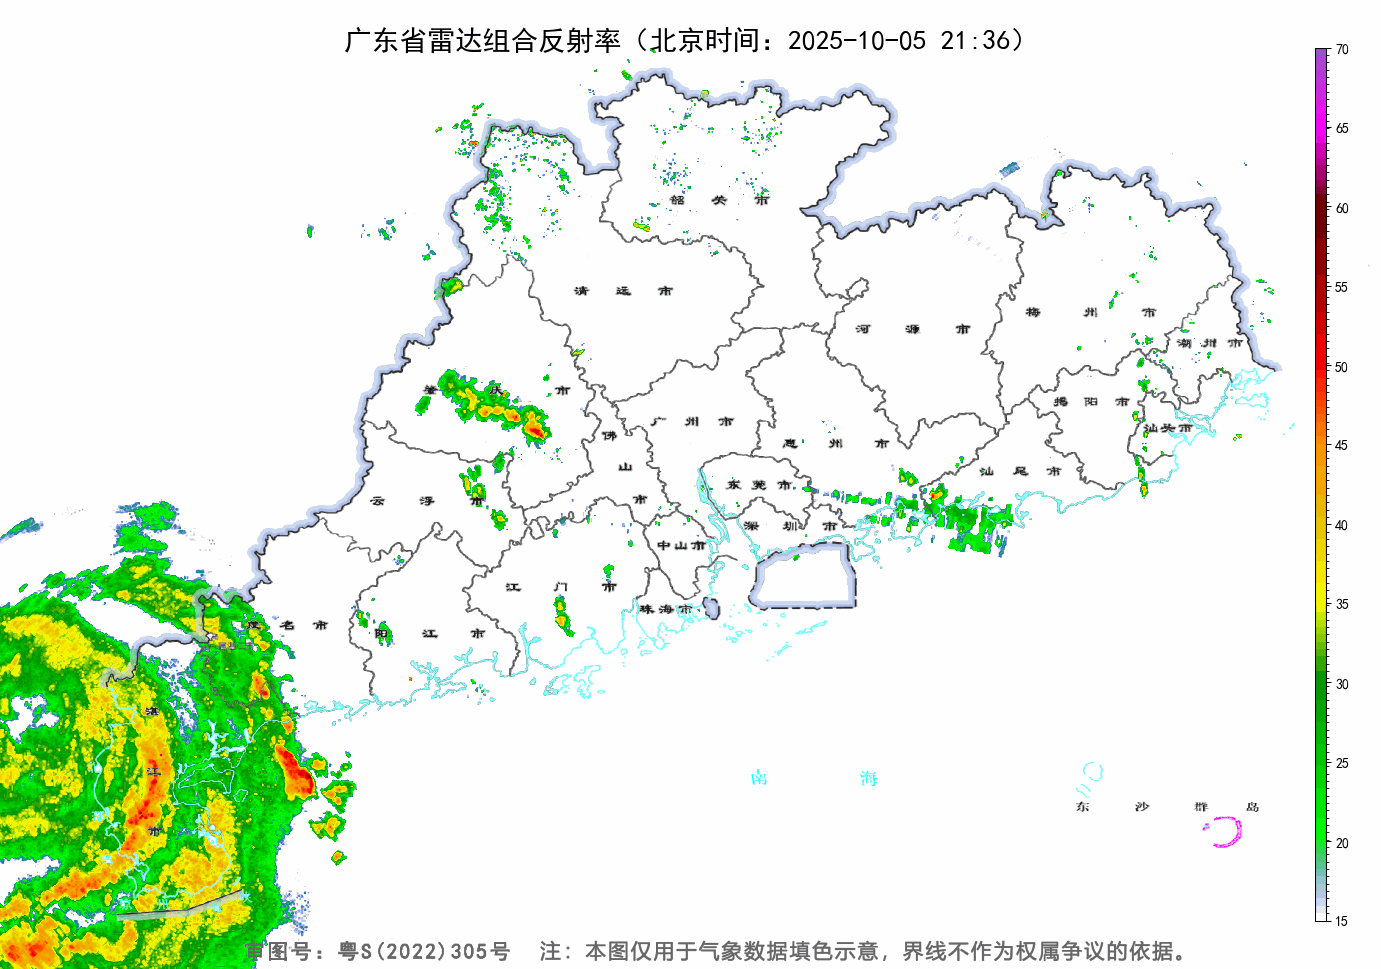 广东省雷达组合反射率（北京时间：2025-10-05 21:36）
70
65
60
55
50
45
40
35
30
25
20
15
韶关市
清远市
河源市
梅州市
潮州市
肇庆市
广州市
佛山市
惠州市
揭阳市
汕头市
汕尾市
云浮市
东莞市
深圳市
中山市
江门市
珠海市
茂名市
阳江市
湛江市
南海
东沙群岛
审图号：粤S(2022)305号 注：本图仅用于气象数据填色示意，界线不作为权属争议的依据。